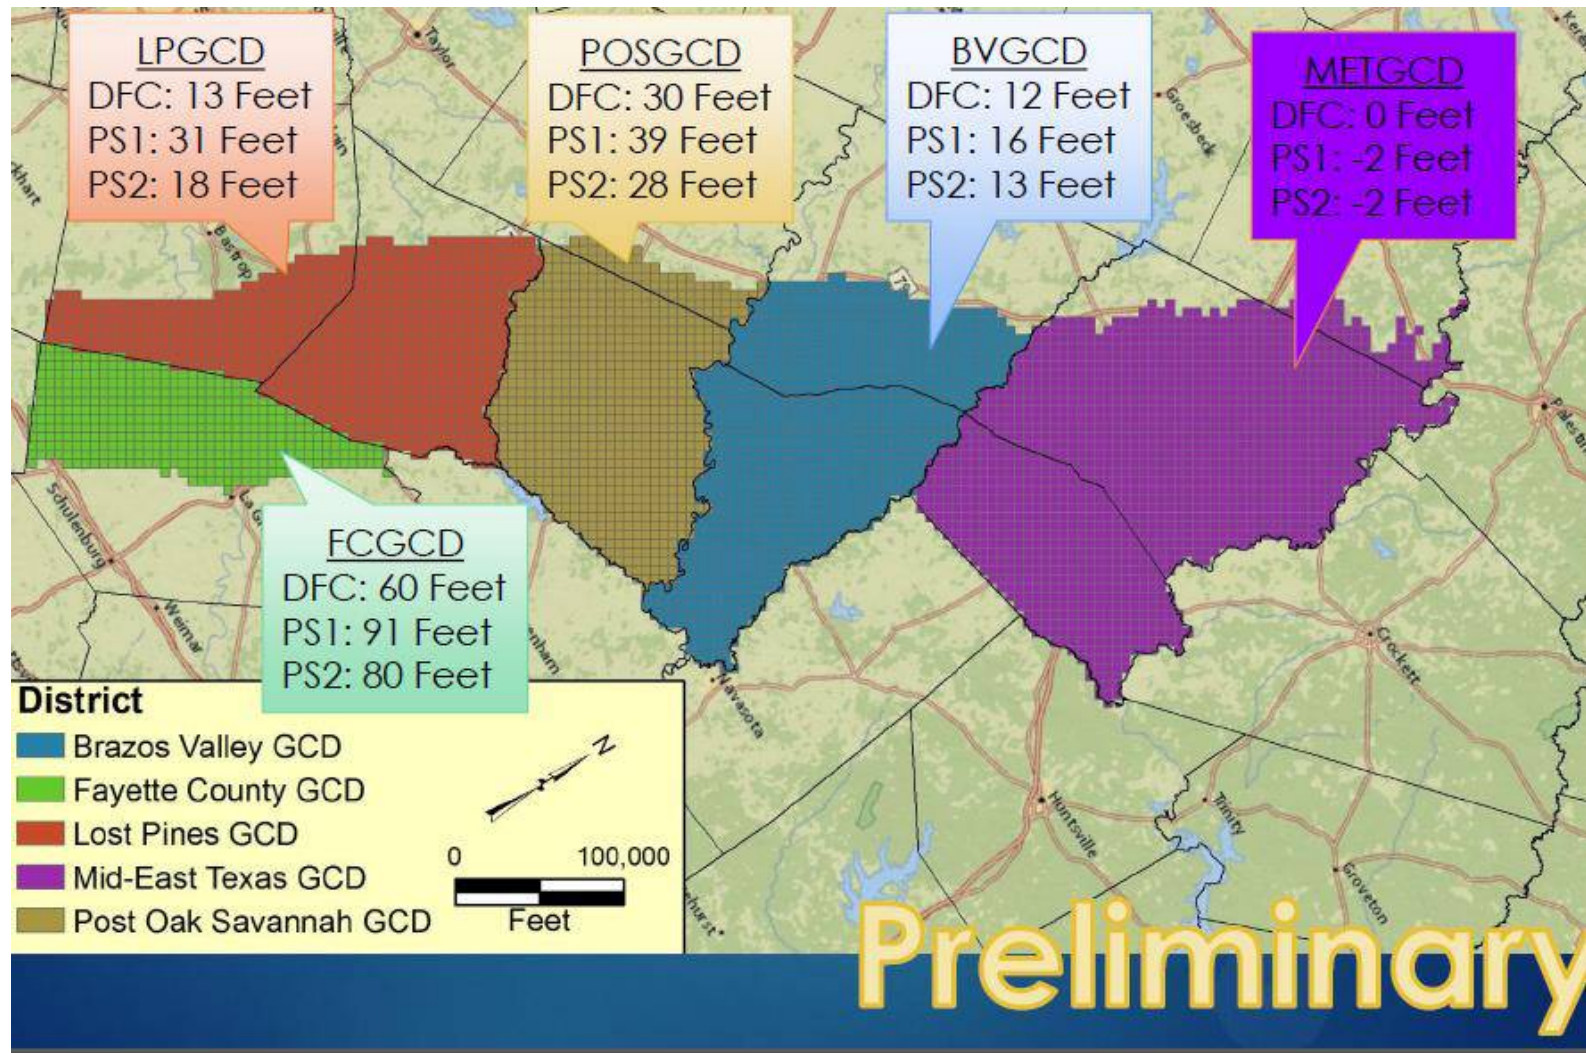 LPGCD
DFC: 13 Feet
PS1: 31 Feet
PS2: 18 Feet
POSGCD
DFC: 30 Feet
PS1: 39 Feet
PS2: 28 Feet
BVGCD
DFC: 12 Feet
PS1: 16 Feet
PS2: 13 Feet
METGCD
DFC: 0 Feet
PS1: -2 Feet
PS2: -2 Feet
Taylor
Groesbeck
Bastrop
7
Schulenburg
La G
Weimar
Navasota
Crockett
Huntsville
Trinity
Groveton
FCGCD
DFC: 60 Feet
PS1: 91 Feet
PS2: 80 Feet
District
Brazos Valley GCD
Fayette County GCD
Lost Pines GCD
Mid-East Texas GCD
Post Oak Savannah GCD
N
0 100,000
Feet
Preliminary